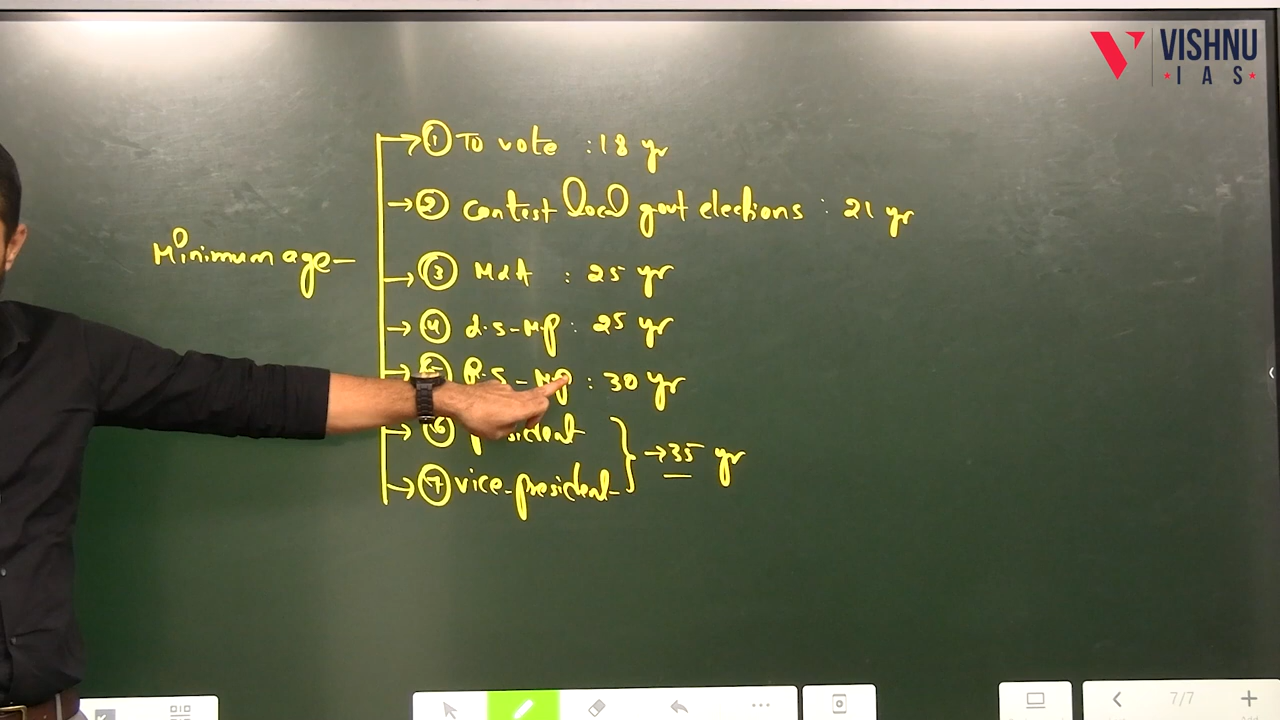 VISHNU
IAS
① To vote : 18 yr
② Contest local govt elections : 21 yr
Minimum age-
③ MLA : 25 yr
④ L.S-MP : 25 yr
R.S-MP : 30 yr
⑥ president
→ 35 yr
⑦ vice-president
7/7